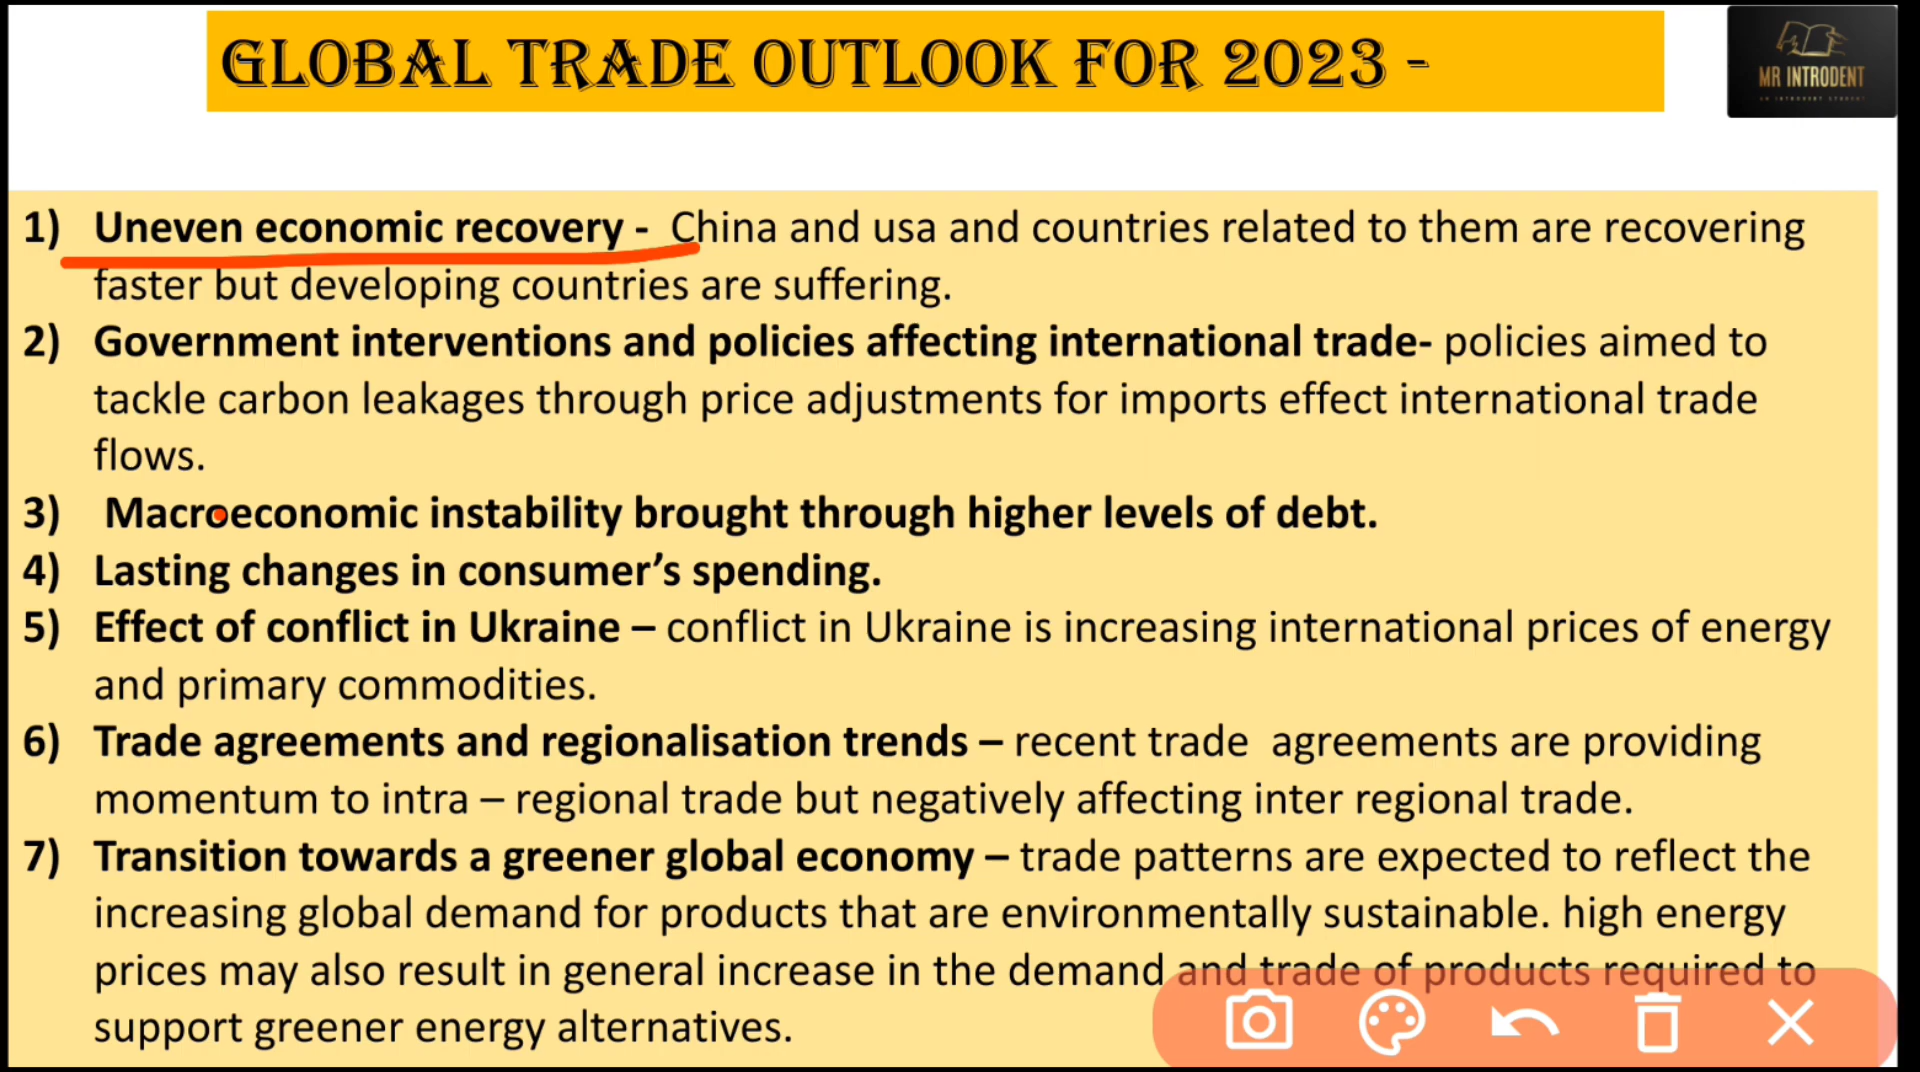 GLOBAL TRADE OUTLOOK FOR 2023 -
MR INTRODENT
AN INTROVERT STUDENT
1) Uneven economic recovery - China and usa and countries related to them are recovering
faster but developing countries are suffering.
2) Government interventions and policies affecting international trade- policies aimed to
tackle carbon leakages through price adjustments for imports effect international trade
flows.
3) Macroeconomic instability brought through higher levels of debt.
4) Lasting changes in consumer’s spending.
5) Effect of conflict in Ukraine – conflict in Ukraine is increasing international prices of energy
and primary commodities.
6) Trade agreements and regionalisation trends – recent trade agreements are providing
momentum to intra – regional trade but negatively affecting inter regional trade.
7) Transition towards a greener global economy – trade patterns are expected to reflect the
increasing global demand for products that are environmentally sustainable. high energy
prices may also result in general increase in the demand and trade of products required to
support greener energy alternatives.